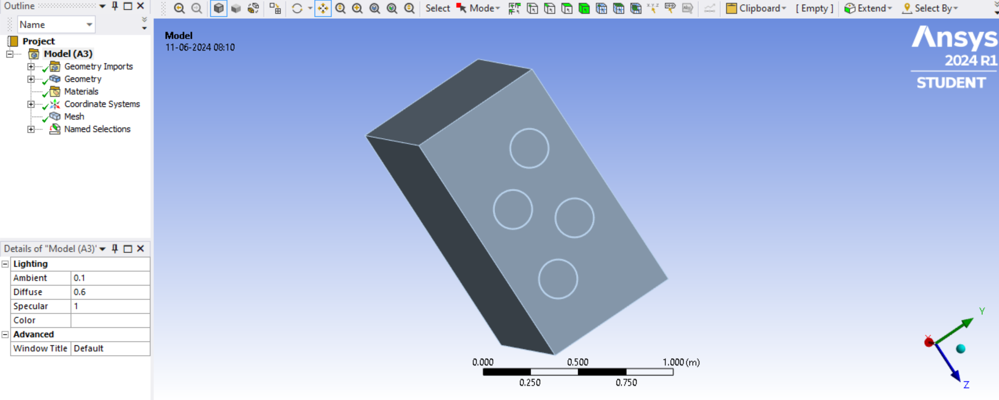 Outline
Select
Mode
Clipboard
[ Empty ]
Extend
Select By
Name
Project
Model (A3)
Geometry Imports
Geometry
Materials
Coordinate Systems
Mesh
Named Selections
Details of "Model (A3)'
Lighting
Ambient 0.1
Diffuse 0.6
Specular 1
Color
Advanced
Window Title Default
Model
11-06-2024 08:10
Ansys
2024 R1
STUDENT
0.000 0.500 1.000 (m)
0.250 0.750
Y
X
Z